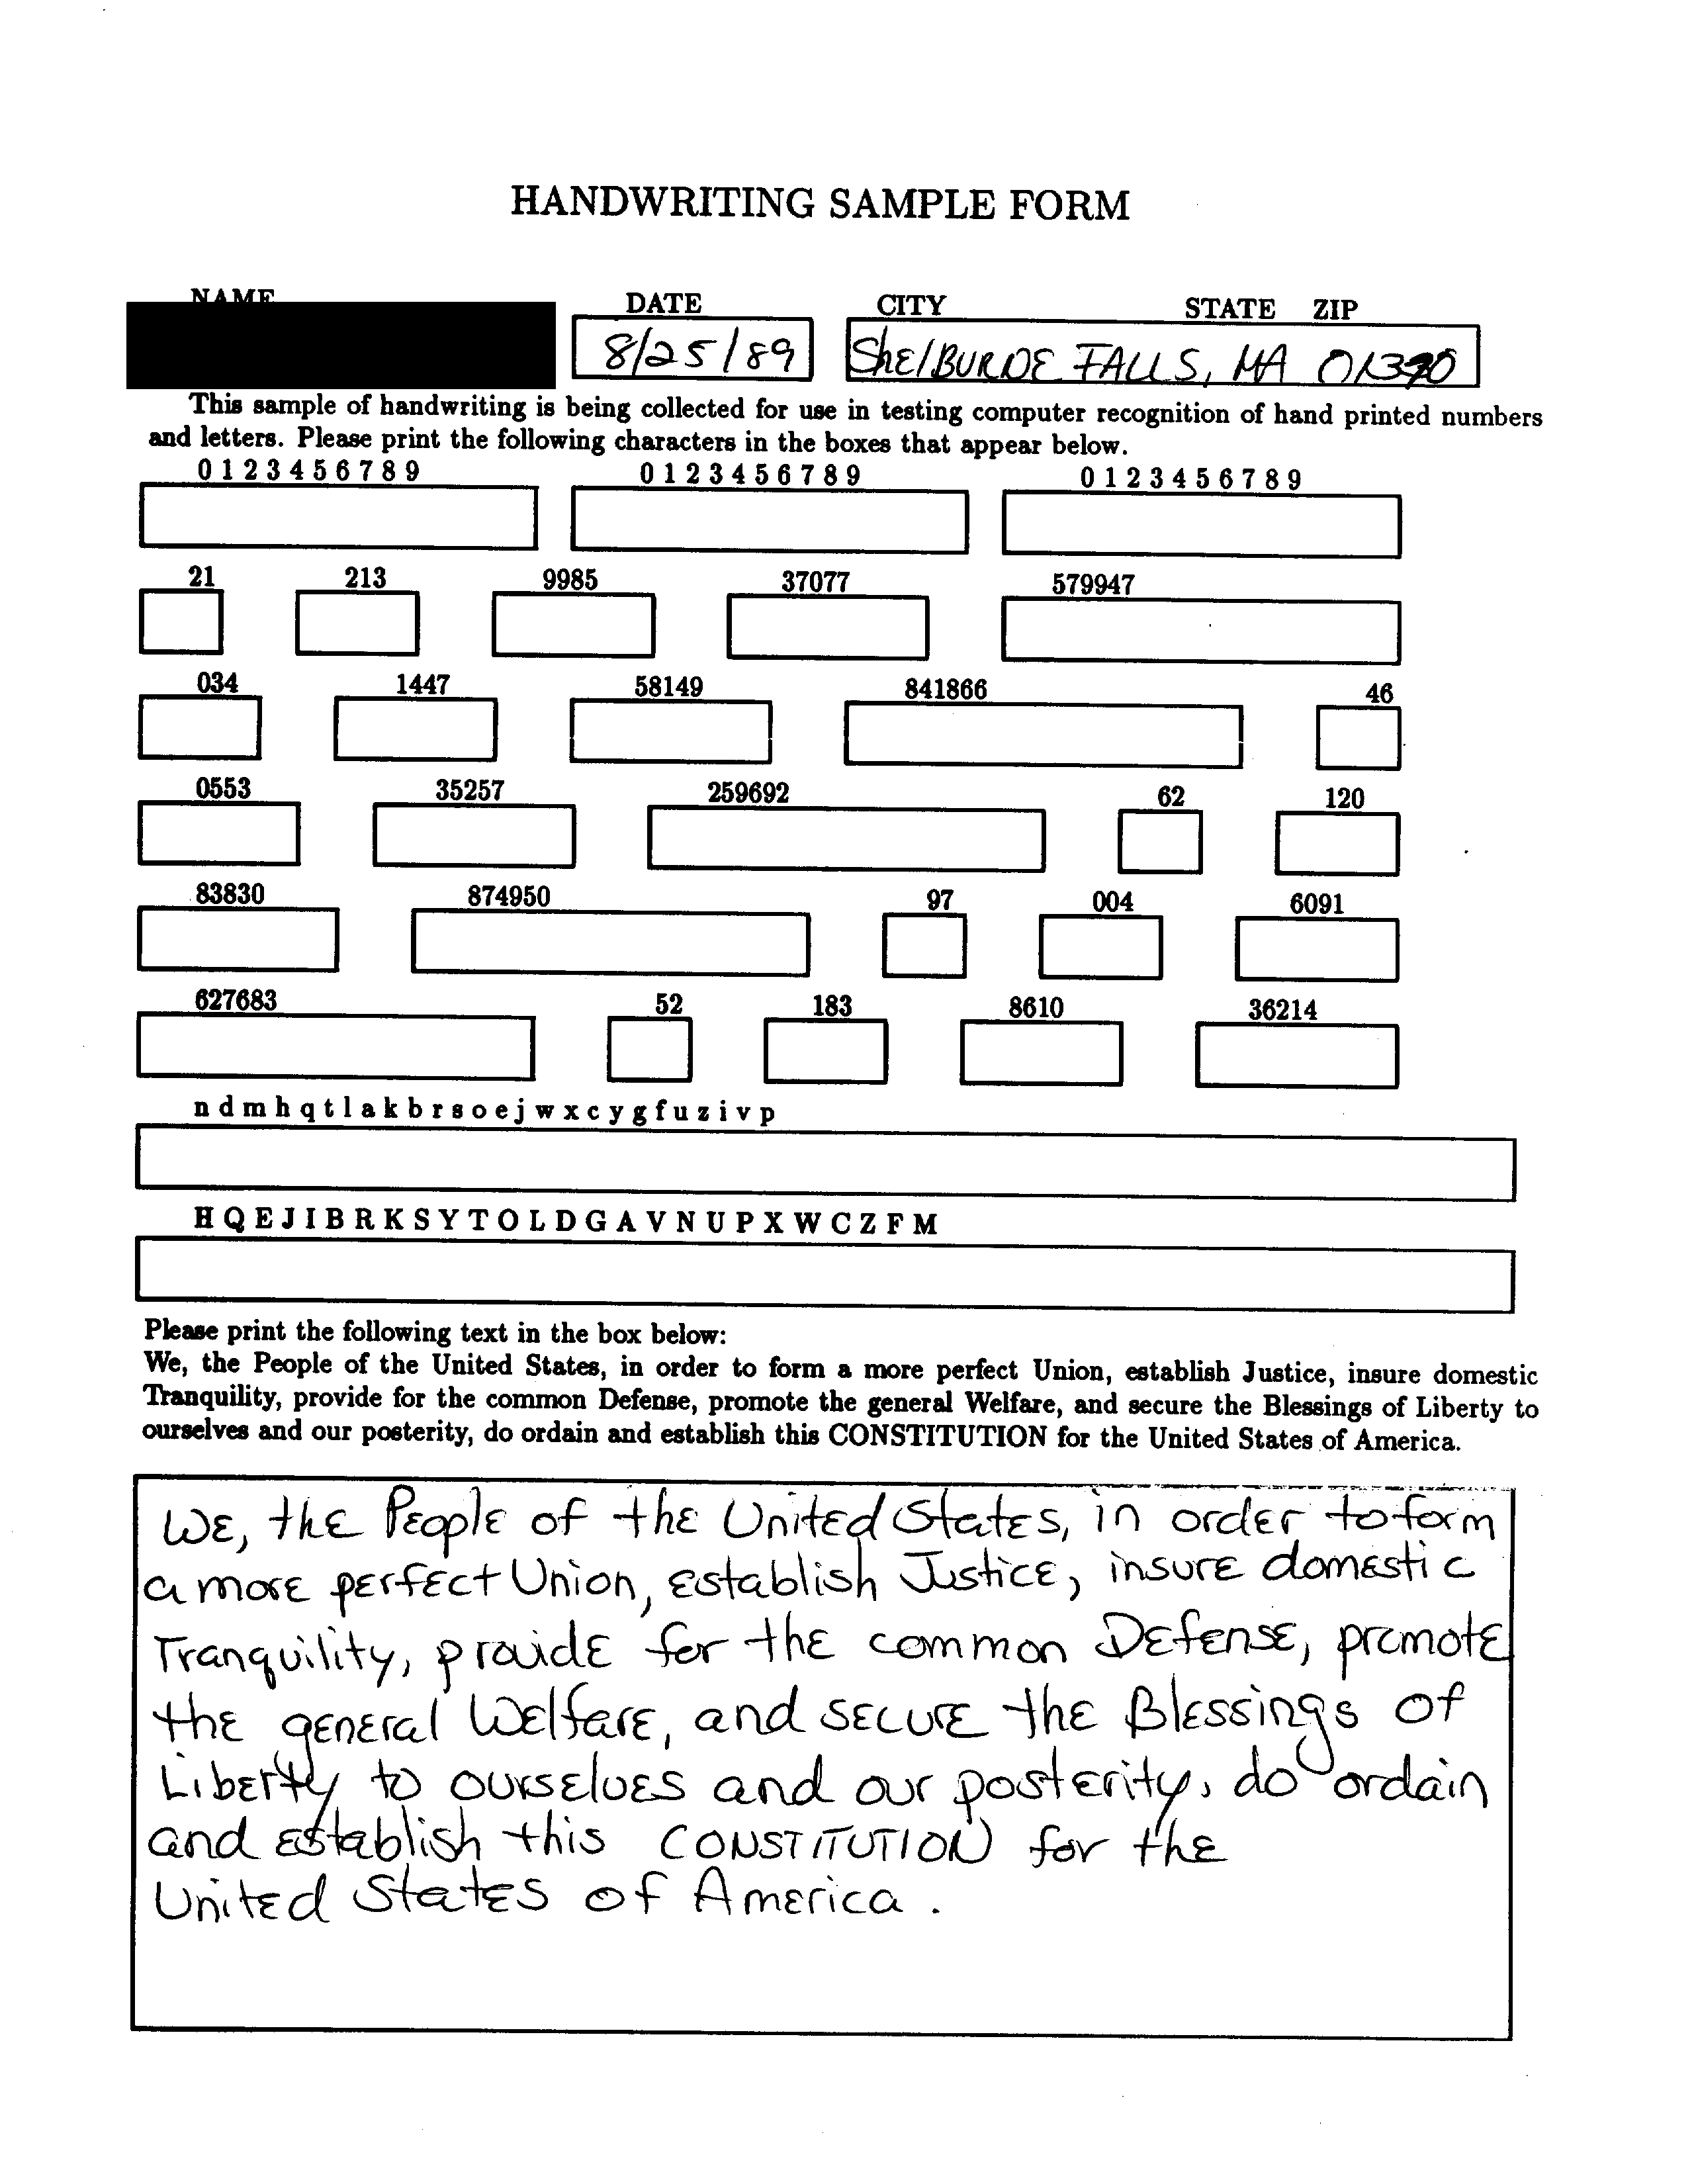 HANDWRITING SAMPLE FORM
NAME DATE CITY STATE ZIP
8/25/89 ShElBURDE FALLS, MA
This sample of handwriting is being collected for use in testing computer recognition of hand printed numbers
and letters. Please print the following characters in the boxes that appear below.
0 1 2 3 4 5 6 7 8 9 0 1 2 3 4 5 6 7 8 9 0 1 2 3 4 5 6 7 8 9
21 213 9985 37077 579947
034 1447 58149 841866 46
0553 35257 259692 62 120
83830 874950 97 004 6091
627683 52 183 8610 36214
n d m h q t l a k b r s o e j w x c y g f u z i v p
H Q E J I B R K S Y T O L D G A V N U P X W C Z F M
Please print the following text in the box below:
We, the People of the United States, in order to form a more perfect Union, establish Justice, insure domestic
Tranquility, provide for the common Defense, promote the general Welfare, and secure the Blessings of Liberty to
ourselves and our posterity, do ordain and establish this CONSTITUTION for the United States of America.
WE, the People of the United States, in order to form
a more perfect Union, establish Justice, insure domestic
Tranquility, provide for the common Defense, promote
the general Welfare, and secure the Blessings of
Liberty to ourselves and our posterity, do ordain
and establish this CONSTITUTION for the
United States of America.